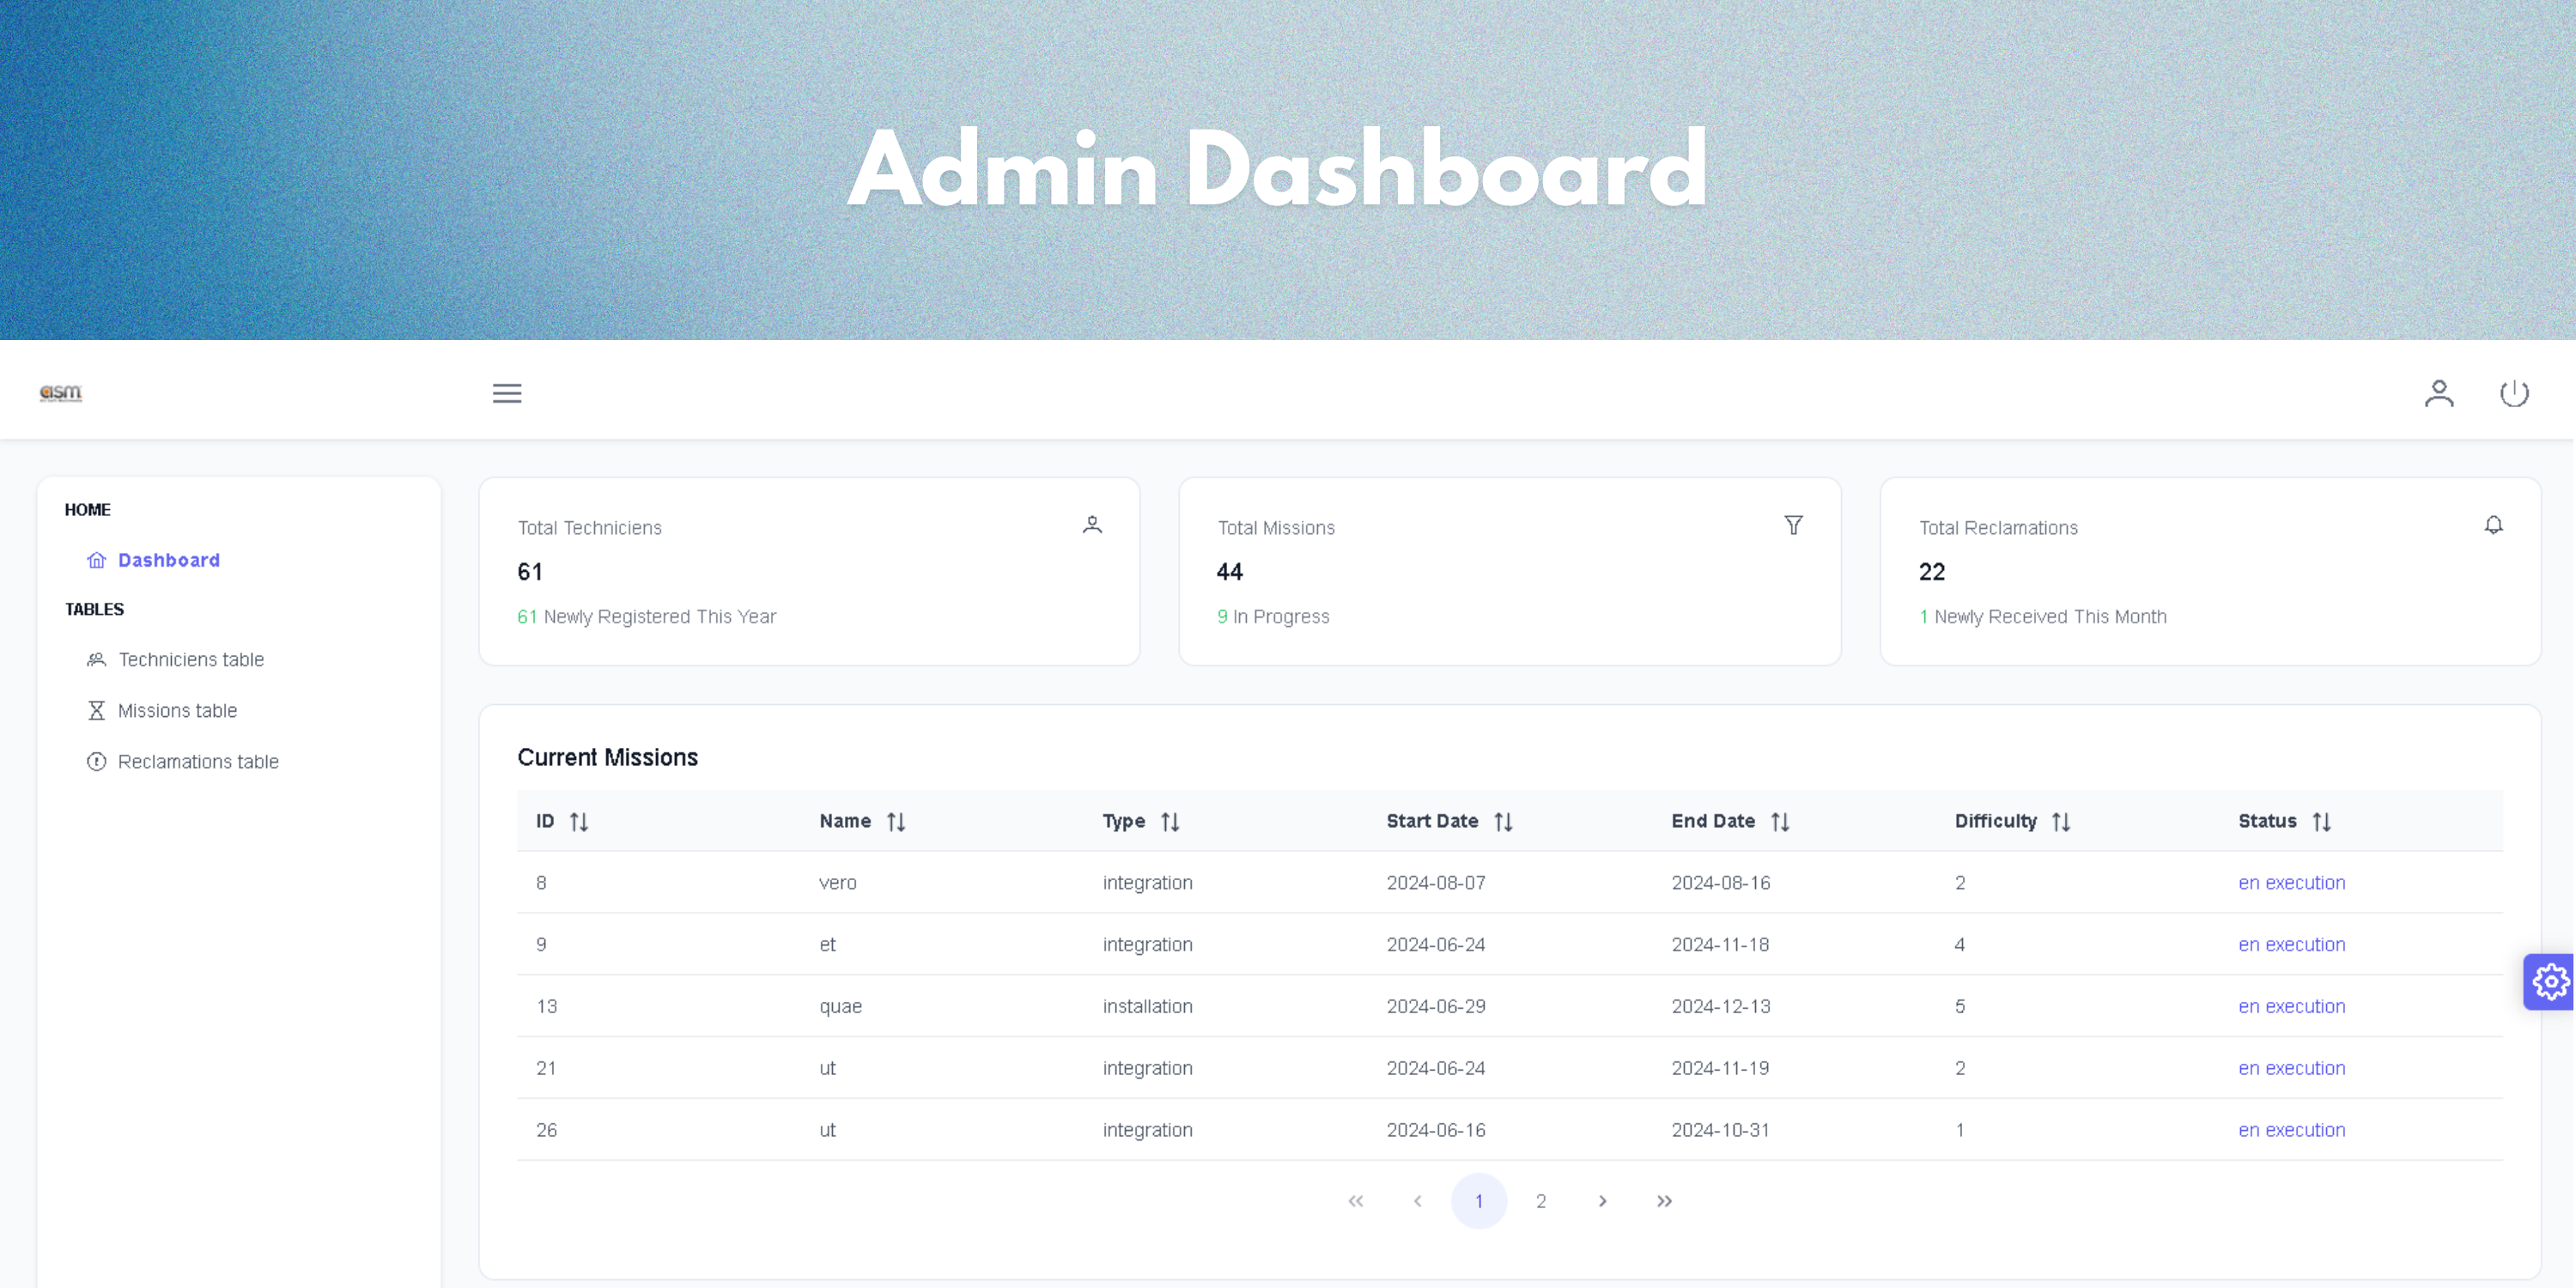 Admin Dashboard
asm
HOME
Dashboard
TABLES
Techniciens table
Missions table
Reclamations table
Total Techniciens
61
61 Newly Registered This Year
Total Missions
44
9 In Progress
Total Reclamations
22
1 Newly Received This Month
Current Missions
ID Name Type Start Date End Date Difficulty Status
8 vero integration 2024-08-07 2024-08-16 2 en execution
9 et integration 2024-06-24 2024-11-18 4 en execution
13 quae installation 2024-06-29 2024-12-13 5 en execution
21 ut integration 2024-06-24 2024-11-19 2 en execution
26 ut integration 2024-06-16 2024-10-31 1 en execution
1 2